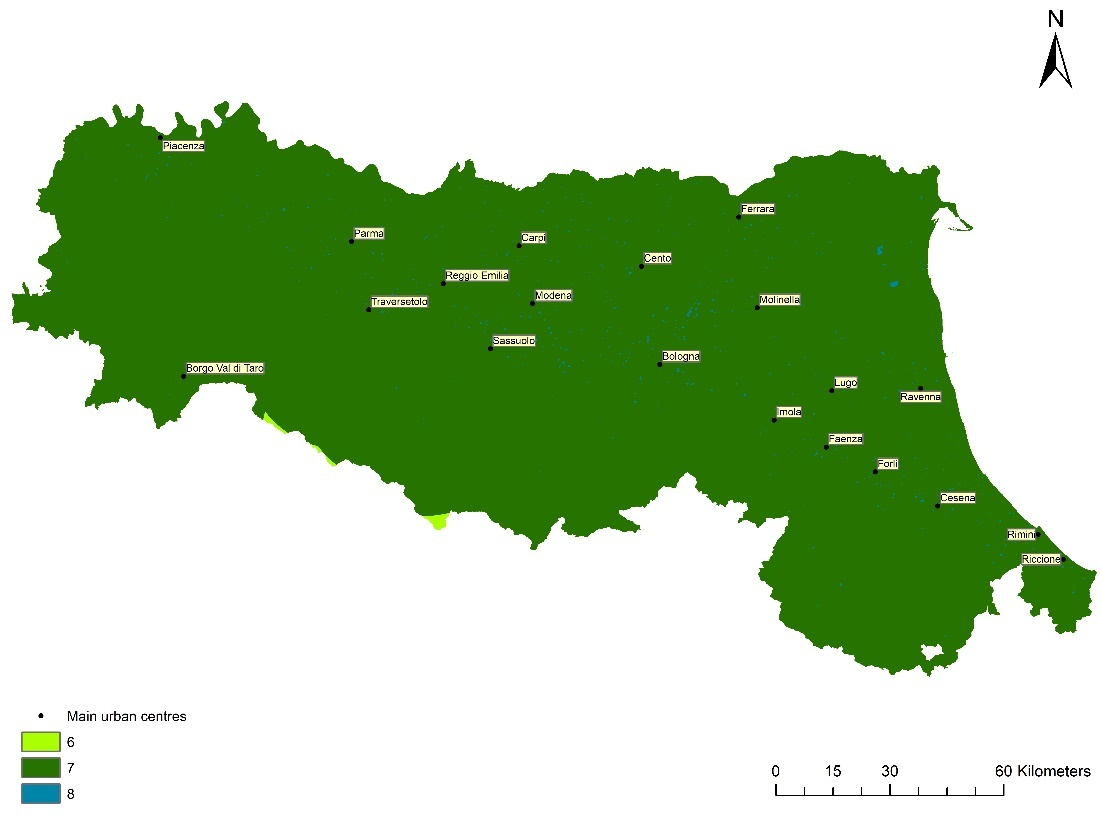 N
Piacenza
Ferrara
Parma
Carpi
Cento
Reggio Emilia
Modena
Traversetolo
Molinella
Sassuolo
Bologna
Borgo Val di Taro
Lugo
Ravenna
Imola
Faenza
Forlì
Cesena
Rimini
Riccione
Main urban centres
6
7
8
0 15 30 60 Kilometers